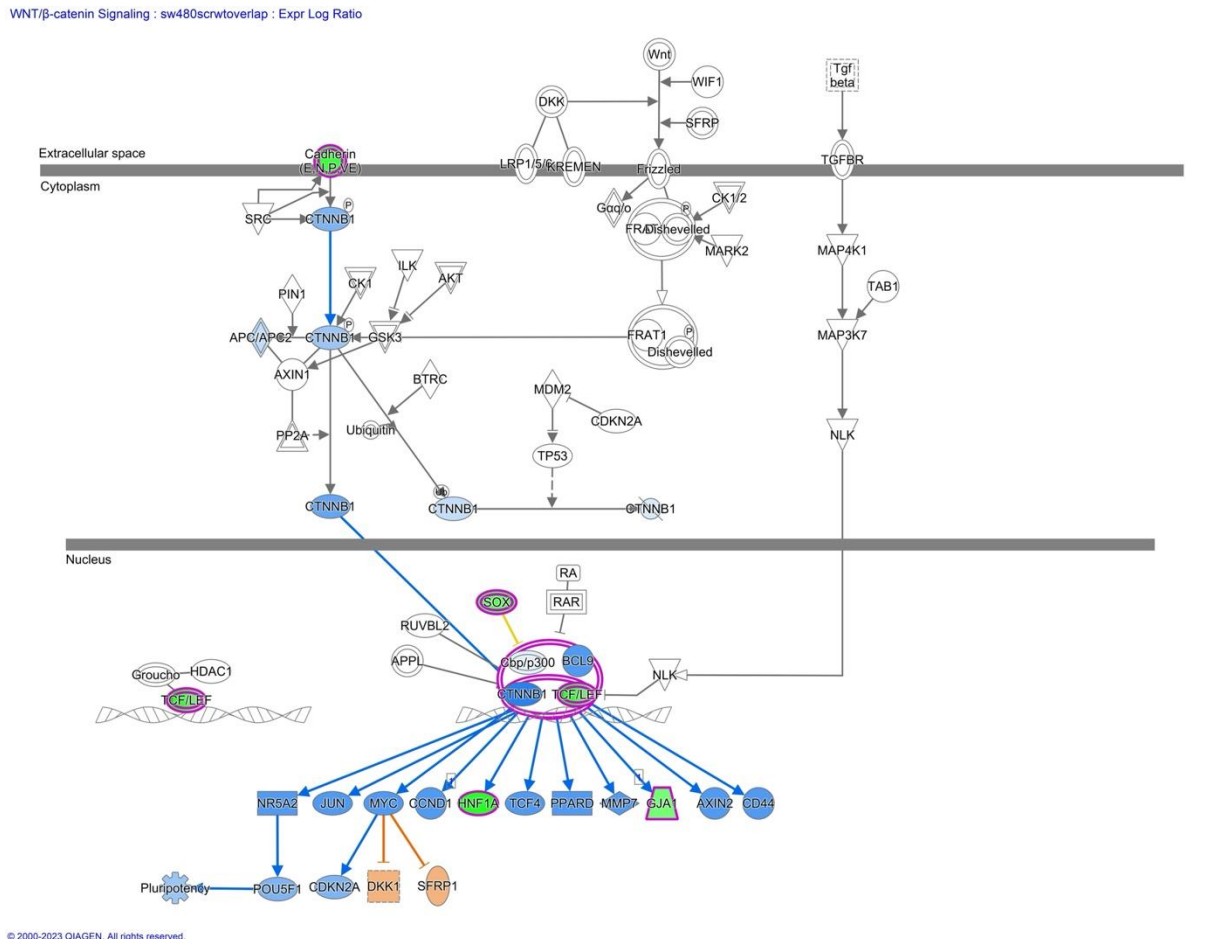 WNT/β-catenin Signaling : sw480scrwtoverlap : Expr Log Ratio
Wnt
WIF1
Tgf
beta
DKK
SFRP
Extracellular space
Cadherin
(E,N,P,VE)
LRP1/5/6
KREMEN
Frizzled
TGFBR
Cytoplasm
SRC
P
CTNNB1
Gαq/o
CK1/2
P
FRAT1
Dishevelled
MARK2
MAP4K1
ILK
PIN1
CK1
AKT
TAB1
P
APC/APC2
CTNNB1
GSK3
FRAT1
P
Dishevelled
MAP3K7
AXIN1
BTRC
MDM2
CDKN2A
PP2A
Ubiquitin
NLK
TP53
CTNNB1
Ub
CTNNB1
CTNNB1
Nucleus
RA
SOX
RAR
RUVBL2
APPL
Cbp/p300
BCL9
Groucho
HDAC1
NLK
TCF/LEF
CTNNB1
TCF/LEF
1
1
NR5A2
JUN
MYC
CCND1
HNF1A
TCF4
PPARD
MMP7
GJA1
AXIN2
CD44
Pluripotency
POU5F1
CDKN2A
DKK1
SFRP1
© 2000-2023 QIAGEN. All rights reserved.